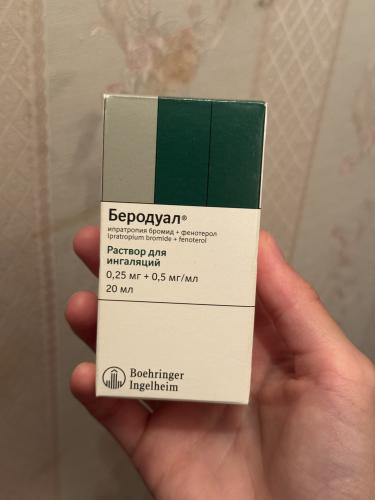 Беродуал®
ипратропия бромид + фенотерол
ipratropium bromide + fenoterol
Раствор для
ингаляций
0,25 мг + 0,5 мг/мл
20 мл
Boehringer
Ingelheim